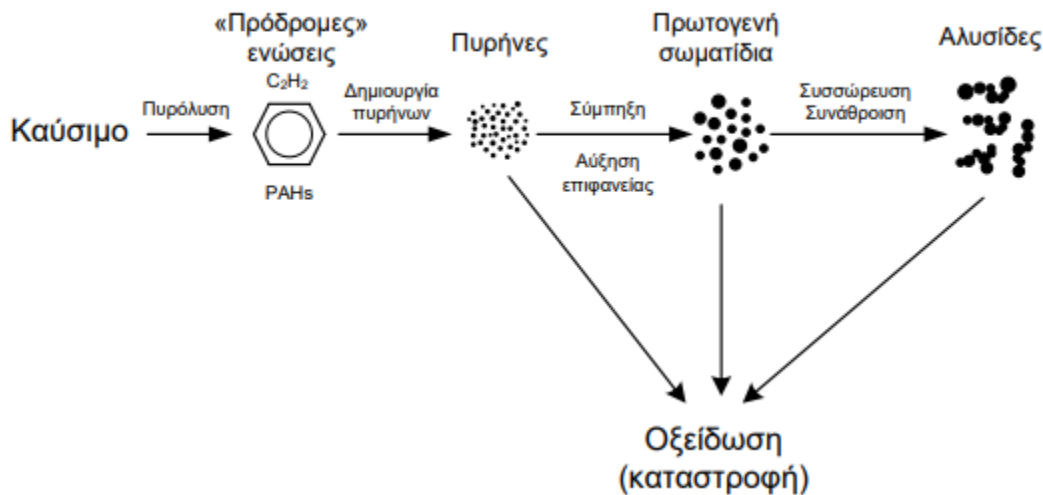 «Πρόδρομες»
ενώσεις
C₂H₂
PAHs
Πυρήνες
Πρωτογενή
σωματίδια
Αλυσίδες
Καύσιμο
Πυρόλυση
Δημιουργία
πυρήνων
Σύμπηξη
Αύξηση
επιφανείας
Συσσώρευση
Συνάθροιση
Οξείδωση
(καταστροφή)